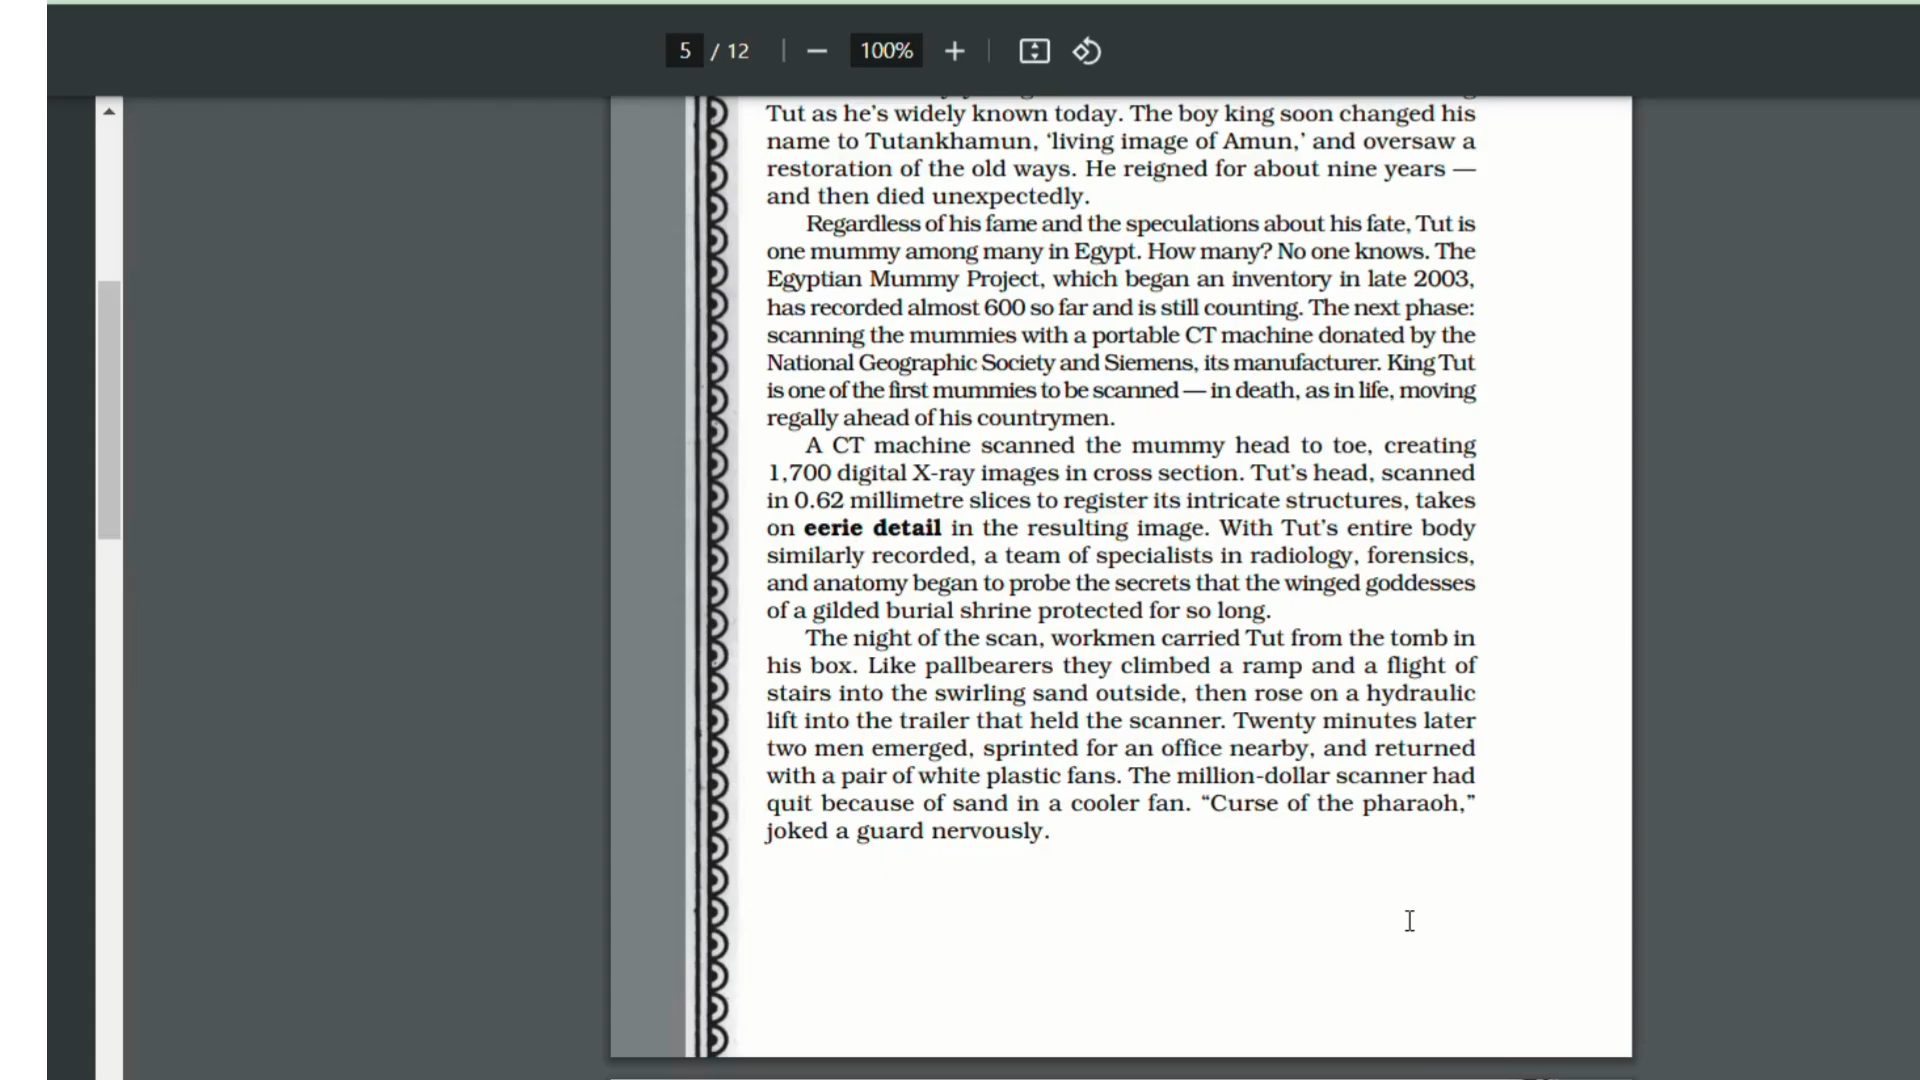 5 / 12 100%
Tut as he's widely known today. The boy king soon changed his
name to Tutankhamun, 'living image of Amun,' and oversaw a
restoration of the old ways. He reigned for about nine years —
and then died unexpectedly.
Regardless of his fame and the speculations about his fate, Tut is
one mummy among many in Egypt. How many? No one knows. The
Egyptian Mummy Project, which began an inventory in late 2003,
has recorded almost 600 so far and is still counting. The next phase:
scanning the mummies with a portable CT machine donated by the
National Geographic Society and Siemens, its manufacturer. King Tut
is one of the first mummies to be scanned — in death, as in life, moving
regally ahead of his countrymen.
A CT machine scanned the mummy head to toe, creating
1,700 digital X-ray images in cross section. Tut's head, scanned
in 0.62 millimetre slices to register its intricate structures, takes
on eerie detail in the resulting image. With Tut's entire body
similarly recorded, a team of specialists in radiology, forensics,
and anatomy began to probe the secrets that the winged goddesses
of a gilded burial shrine protected for so long.
The night of the scan, workmen carried Tut from the tomb in
his box. Like pallbearers they climbed a ramp and a flight of
stairs into the swirling sand outside, then rose on a hydraulic
lift into the trailer that held the scanner. Twenty minutes later
two men emerged, sprinted for an office nearby, and returned
with a pair of white plastic fans. The million-dollar scanner had
quit because of sand in a cooler fan. “Curse of the pharaoh,”
joked a guard nervously.